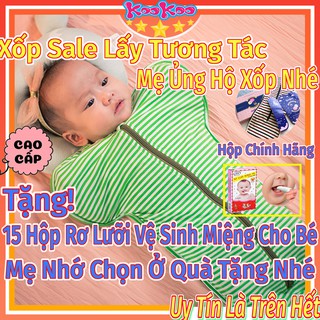 KooKoo
Xốp Sale Lấy Tương Tác
Mẹ Ủng Hộ Xốp Nhé
CAO
CẤP
Hộp Chính Hãng
Tặng!
15 Hộp Rơ Lưỡi Vệ Sinh Miệng Cho Bé
Mẹ Nhớ Chọn Ở Quà Tặng Nhé
Uy Tín Là Trên Hết